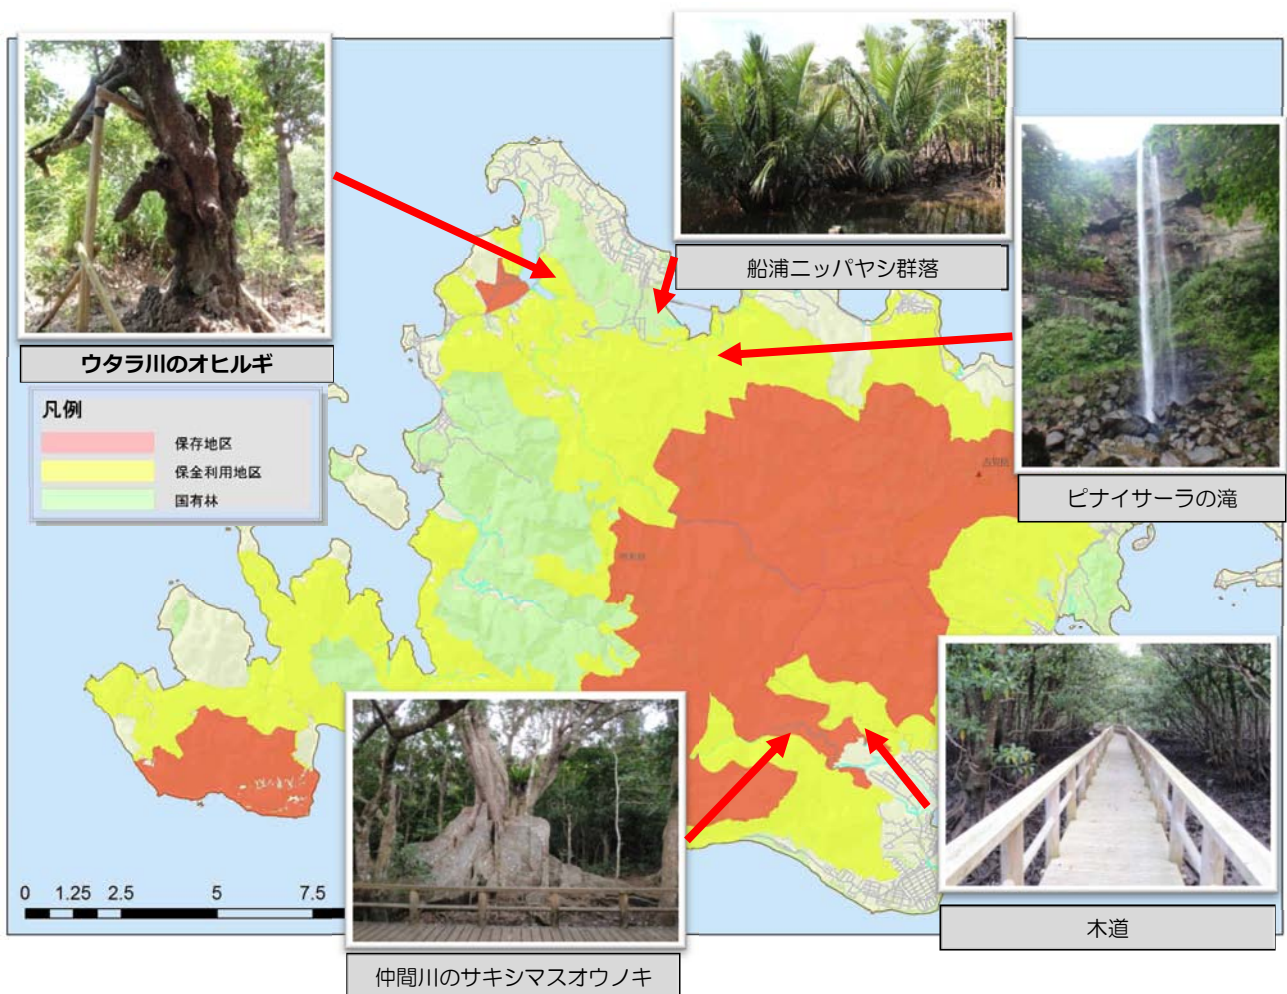 船浦ニッパヤシ群落
ウタラ川のオヒルギ
凡例
保存地区
保全利用地区
国有林
ピナイサーラの滝
0 1.25 2.5 5 7.5
木道
仲間川のサキシマスオウノキ